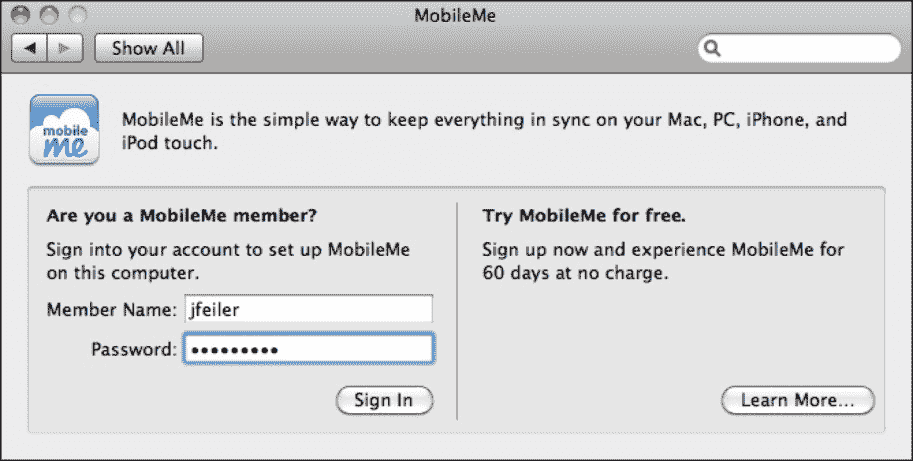 MobileMe
Show All
mobile
me
MobileMe is the simple way to keep everything in sync on your Mac, PC, iPhone, and
iPod touch.
Are you a MobileMe member?
Sign into your account to set up MobileMe
on this computer.
Member Name: jfeiler
Password: •••••••••
Sign In
Try MobileMe for free.
Sign up now and experience MobileMe for
60 days at no charge.
Learn More...